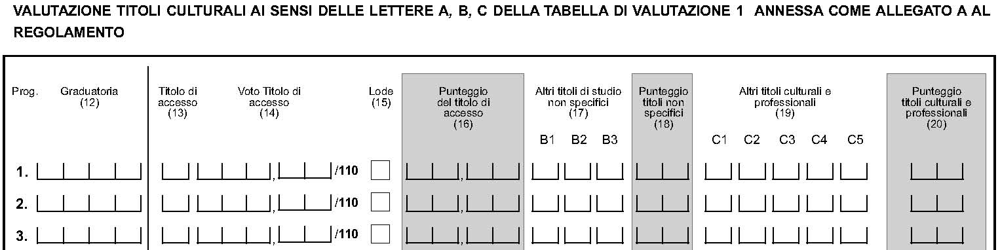 VALUTAZIONE TITOLI CULTURALI AI SENSI DELLE LETTERE A, B, C DELLA TABELLA DI VALUTAZIONE 1 ANNESSA COME ALLEGATO A AL
REGOLAMENTO
Prog. Graduatoria Titolo di Voto Titolo di Lode Punteggio Altri titoli di studio Punteggio Altri titoli culturali e Punteggio
(12) accesso accesso (15) del titolo di non specifici titoli non professionali titoli culturali e
(13) (14) accesso (17) specifici (19) professionali
(16) (18) (20)
B1 B2 B3 C1 C2 C3 C4 C5
1. , /110 ,
2. , /110 ,
3. , /110 ,